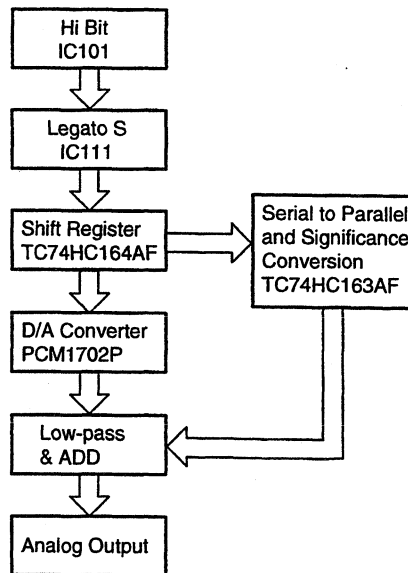 Hi Bit
IC101
Legato S
IC111
Shift Register
TC74HC164AF
Serial to Parallel
and Significance
Conversion
TC74HC163AF
D/A Converter
PCM1702P
Low-pass
& ADD
Analog Output